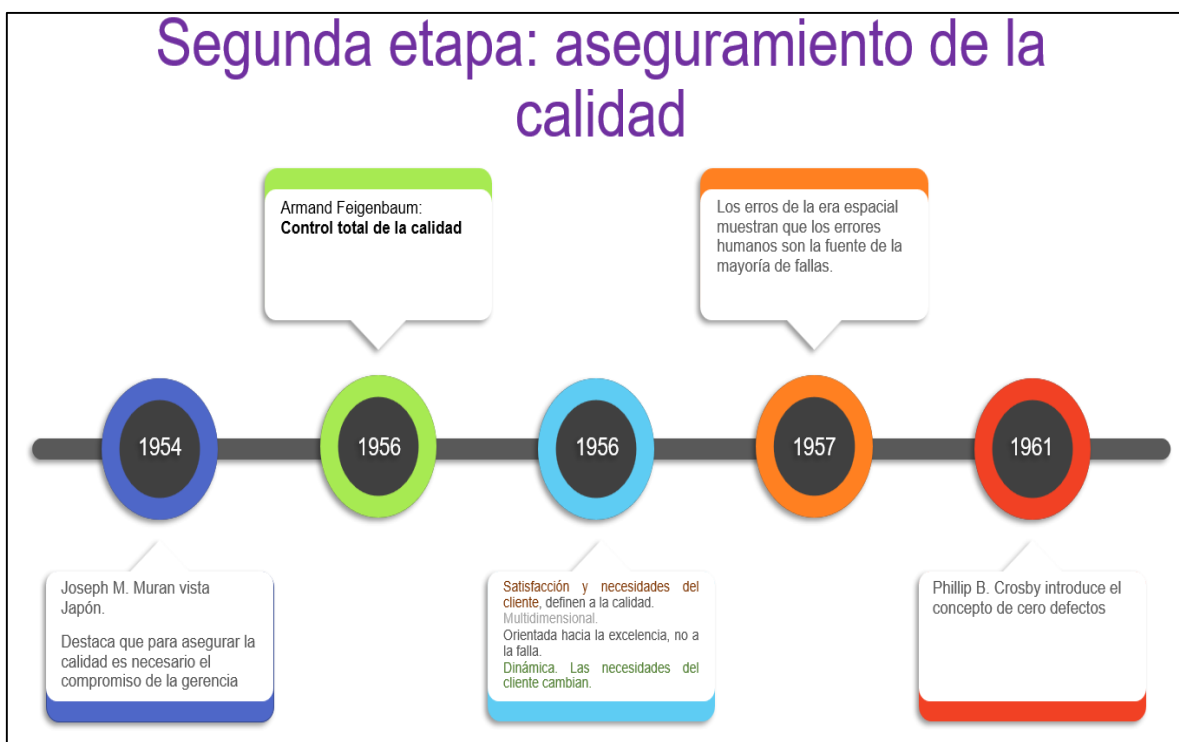 Segunda etapa: aseguramiento de la
calidad
Armand Feigenbaum:
Control total de la calidad
Los erros de la era espacial
muestran que los errores
humanos son la fuente de la
mayoría de fallas.
1954
1956
1956
1957
1961
Joseph M. Muran vista
Japón.
Destaca que para asegurar la
calidad es necesario el
compromiso de la gerencia
Satisfacción y necesidades del
cliente, definen a la calidad.
Multidimensional.
Orientada hacia la excelencia, no a
la falla.
Dinámica. Las necesidades del
cliente cambian.
Phillip B. Crosby introduce el
concepto de cero defectos